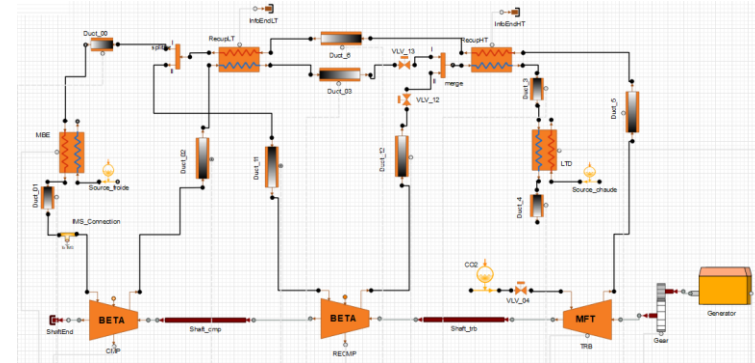 InfoEndLT
InfoEndHT
Duct_00
RecupLT
Duct_6
VLV_13
RecupHT
Duct_03
merge
VLV_12
Duct_3
Duct_5
MBE
Duct_02
Duct_11
Duct_12
LTD
Source_froide
Source_chaude
Duct_01
Duct_4
IMS_Connection
CO2
VLV_04
Generator
BETA
BETA
MFT
ShaftEnd
Shaft_cmp
Shaft_trb
Gear
CMP
RECMP
TRB